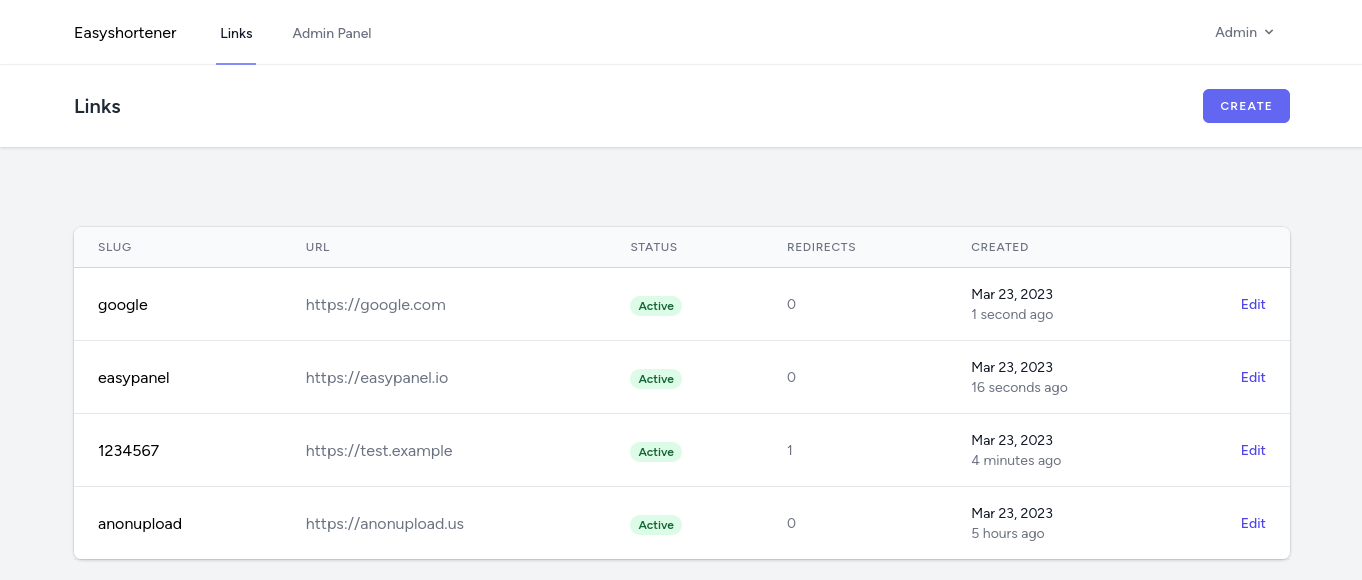 Easyshortener Links Admin Panel Admin
Links CREATE
SLUG URL STATUS REDIRECTS CREATED
google https://google.com Active 0 Mar 23, 2023 Edit
1 second ago
easypanel https://easypanel.io Active 0 Mar 23, 2023 Edit
16 seconds ago
1234567 https://test.example Active 1 Mar 23, 2023 Edit
4 minutes ago
anonupload https://anonupload.us Active 0 Mar 23, 2023 Edit
5 hours ago